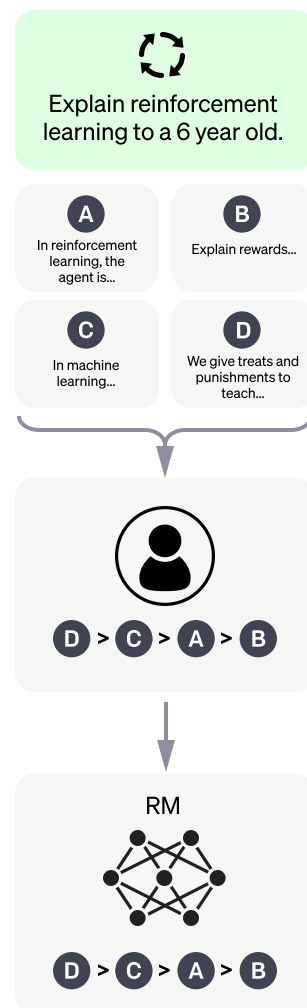 Explain reinforcement
learning to a 6 year old.
A
In reinforcement
learning, the
agent is...
B
Explain rewards...
C
In machine
learning...
D
We give treats and
punishments to
teach...
D > C > A > B
RM
D > C > A > B